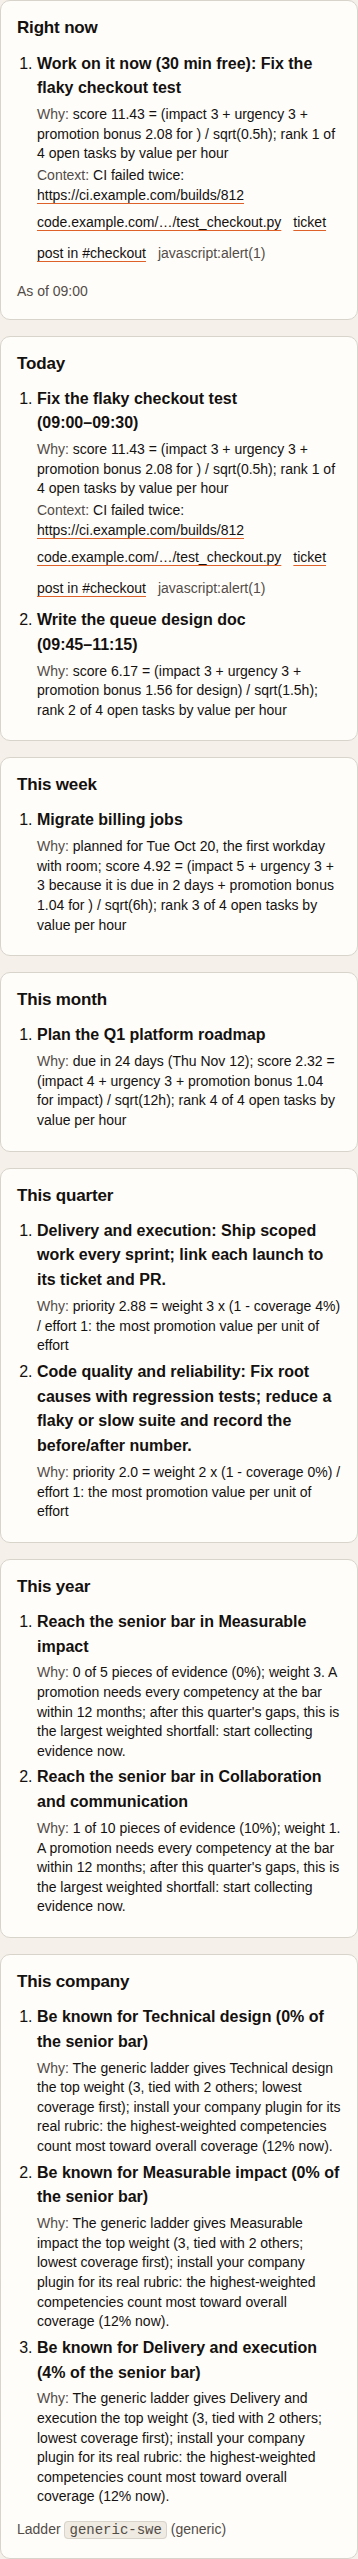 Right now
1. Work on it now (30 min free): Fix the
flaky checkout test
Why: score 11.43 = (impact 3 + urgency 3 +
promotion bonus 2.08 for ) / sqrt(0.5h); rank 1 of
4 open tasks by value per hour
Context: CI failed twice:
https://ci.example.com/builds/812
code.example.com/…/test_checkout.py ticket
post in #checkout javascript:alert(1)
As of 09:00
Today
1. Fix the flaky checkout test
(09:00–09:30)
Why: score 11.43 = (impact 3 + urgency 3 +
promotion bonus 2.08 for ) / sqrt(0.5h); rank 1 of
4 open tasks by value per hour
Context: CI failed twice:
https://ci.example.com/builds/812
code.example.com/…/test_checkout.py ticket
post in #checkout javascript:alert(1)
2. Write the queue design doc
(09:45–11:15)
Why: score 6.17 = (impact 3 + urgency 3 +
promotion bonus 1.56 for design) / sqrt(1.5h);
rank 2 of 4 open tasks by value per hour
This week
1. Migrate billing jobs
Why: planned for Tue Oct 20, the first workday
with room; score 4.92 = (impact 5 + urgency 3 +
3 because it is due in 2 days + promotion bonus
1.04 for ) / sqrt(6h); rank 3 of 4 open tasks by
value per hour
This month
1. Plan the Q1 platform roadmap
Why: due in 24 days (Thu Nov 12); score 2.32 =
(impact 4 + urgency 3 + promotion bonus 1.04
for impact) / sqrt(12h); rank 4 of 4 open tasks by
value per hour
This quarter
1. Delivery and execution: Ship scoped
work every sprint; link each launch to
its ticket and PR.
Why: priority 2.88 = weight 3 x (1 - coverage 4%)
/ effort 1: the most promotion value per unit of
effort
2. Code quality and reliability: Fix root
causes with regression tests; reduce a
flaky or slow suite and record the
before/after number.
Why: priority 2.0 = weight 2 x (1 - coverage 0%) /
effort 1: the most promotion value per unit of
effort
This year
1. Reach the senior bar in Measurable
impact
Why: 0 of 5 pieces of evidence (0%); weight 3. A
promotion needs every competency at the bar
within 12 months; after this quarter's gaps, this is
the largest weighted shortfall: start collecting
evidence now.
2. Reach the senior bar in Collaboration
and communication
Why: 1 of 10 pieces of evidence (10%); weight 1.
A promotion needs every competency at the bar
within 12 months; after this quarter's gaps, this is
the largest weighted shortfall: start collecting
evidence now.
This company
1. Be known for Technical design (0% of
the senior bar)
Why: The generic ladder gives Technical design
the top weight (3, tied with 2 others; lowest
coverage first); install your company plugin for its
real rubric: the highest-weighted competencies
count most toward overall coverage (12% now).
2. Be known for Measurable impact (0% of
the senior bar)
Why: The generic ladder gives Measurable
impact the top weight (3, tied with 2 others;
lowest coverage first); install your company
plugin for its real rubric: the highest-weighted
competencies count most toward overall
coverage (12% now).
3. Be known for Delivery and execution
(4% of the senior bar)
Why: The generic ladder gives Delivery and
execution the top weight (3, tied with 2 others;
lowest coverage first); install your company
plugin for its real rubric: the highest-weighted
competencies count most toward overall
coverage (12% now).
Ladder generic-swe (generic)